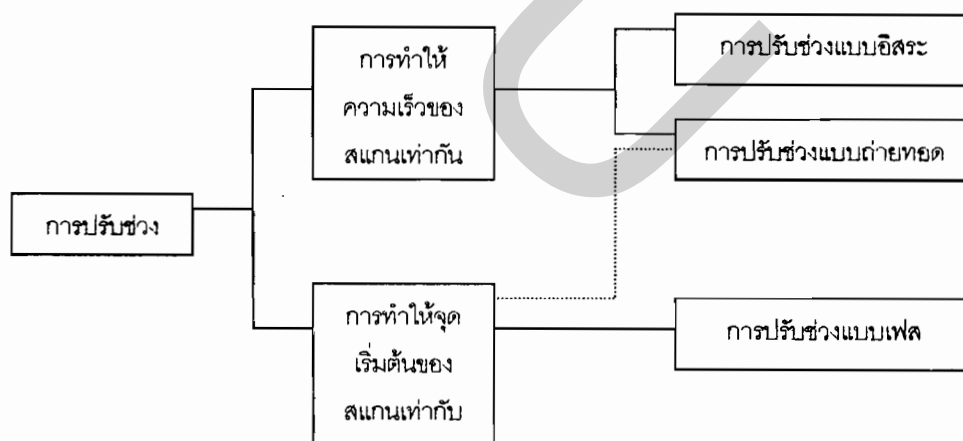 การปรับช่วง
การทำให้
ความเร็วของ
สแกนเท่ากัน
การทำให้จุด
เริ่มต้นของ
สแกนเท่ากับ
การปรับช่วงแบบอิสระ
การปรับช่วงแบบถ่ายทอด
การปรับช่วงแบบเฟส